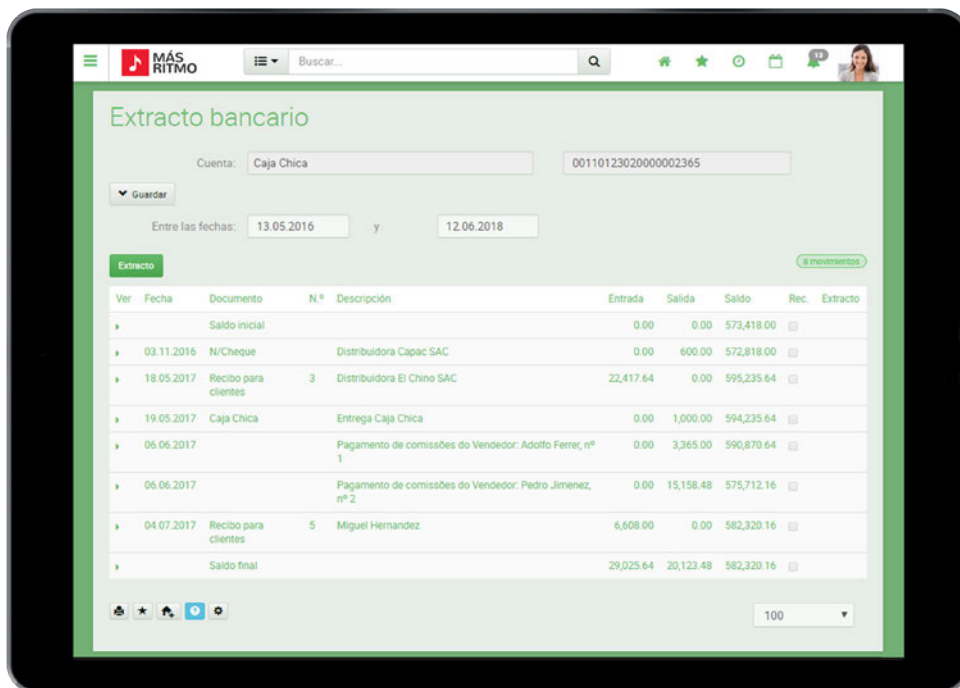 MÁS
RITMO
Buscar...
13
Extracto bancario
Cuenta: Caja Chica 00110123020000002365
Guardar
Entre las fechas: 13.05.2016 y 12.06.2018
Extracto 8 movimientos
Ver Fecha Documento N.º Descripción Entrada Salida Saldo Rec. Extracto
Saldo inicial 0.00 0.00 573,418.00
03.11.2016 N/Cheque Distribuidora Capac SAC 0.00 600.00 572,818.00
18.05.2017 Recibo para 3 Distribuidora El Chino SAC 22,417.64 0.00 595,235.64
clientes
19.05.2017 Caja Chica Entrega Caja Chica 0.00 1,000.00 594,235.64
06.06.2017 Pagamento de comissões do Vendedor: Adolfo Ferrer, nº 0.00 3,365.00 590,870.64
1
06.06.2017 Pagamento de comissões do Vendedor: Pedro Jimenez, 0.00 15,158.48 575,712.16
nº 2
04.07.2017 Recibo para 5 Miguel Hernandez 6,608.00 0.00 582,320.16
clientes
Saldo final 29,025.64 20,123.48 582,320.16
100